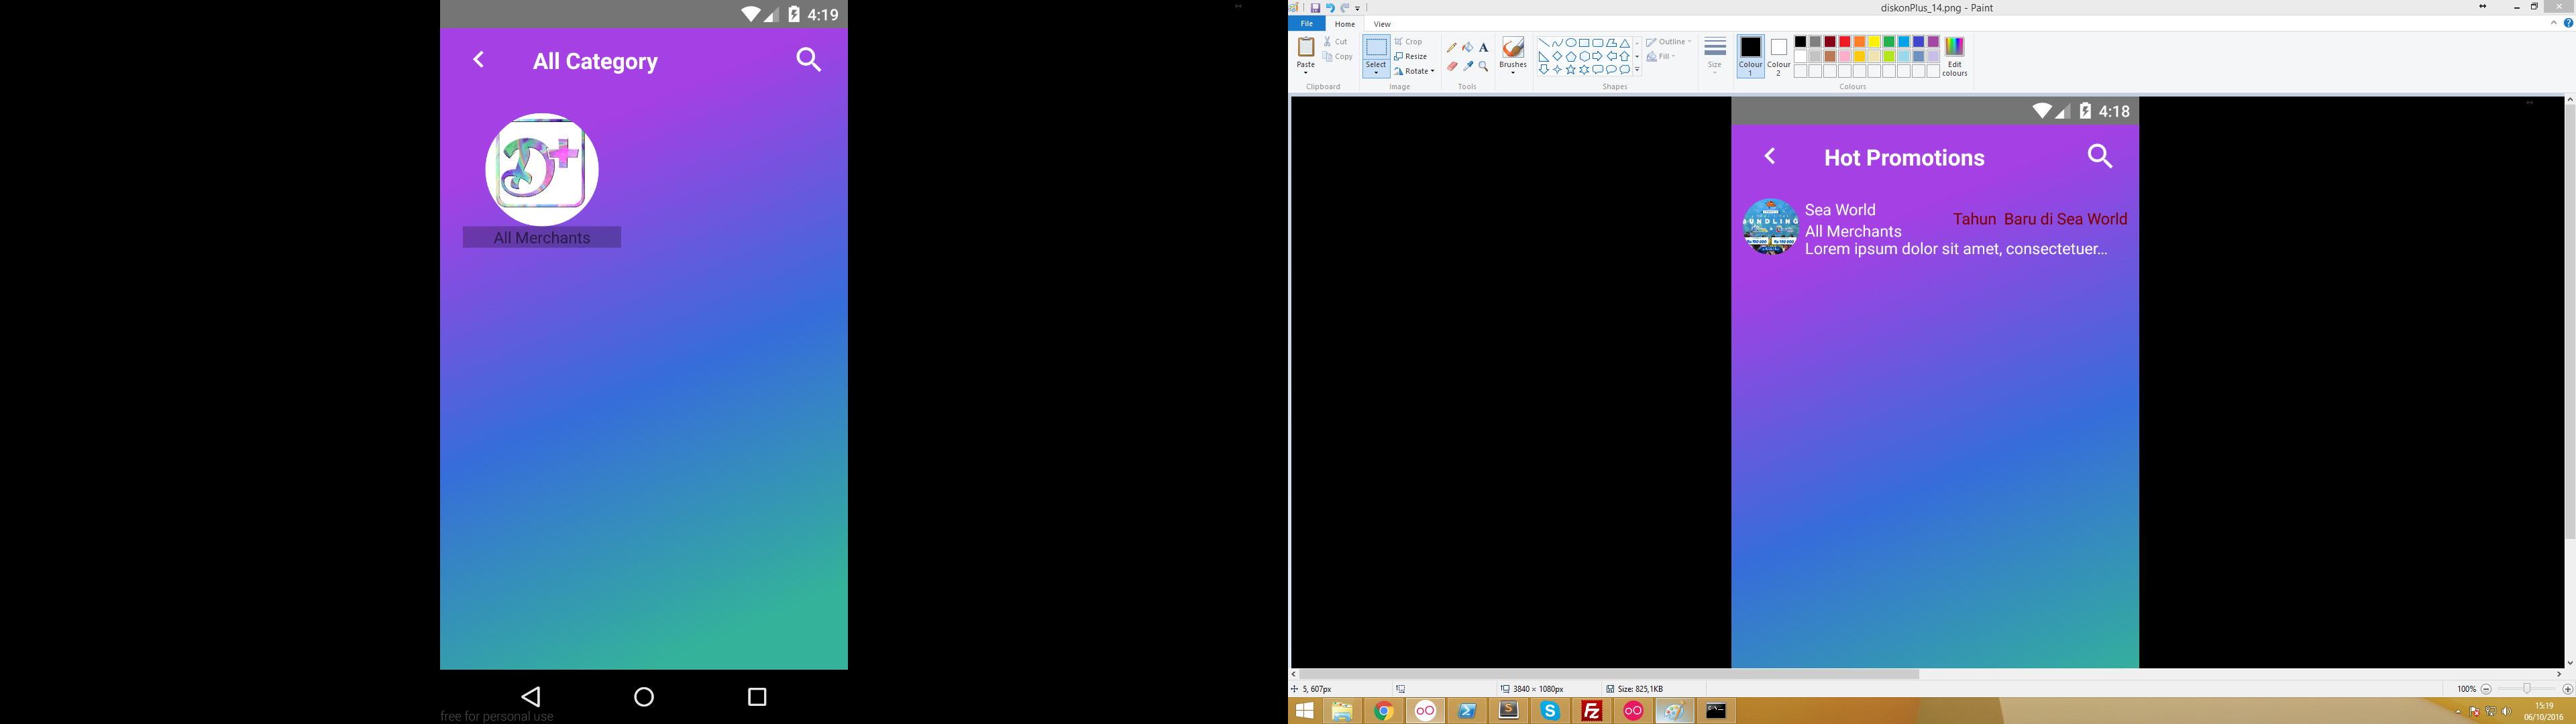 4:19
All Category
D+
All Merchants
free for personal use
diskonPlus_14.png - Paint
File
Home
View
Paste
Cut
Copy
Clipboard
Select
Crop
Resize
Rotate
Image
A
Tools
Brushes
Outline
Fill
Shapes
Size
Colour 1
Colour 2
Edit colours
Colours
4:18
Hot Promotions
Sea World
Tahun  Baru di Sea World
All Merchants
Lorem ipsum dolor sit amet, consectetuer...
5, 607px
3840 × 1080px
Size: 825,1KB
100%
15:19
06/10/2016